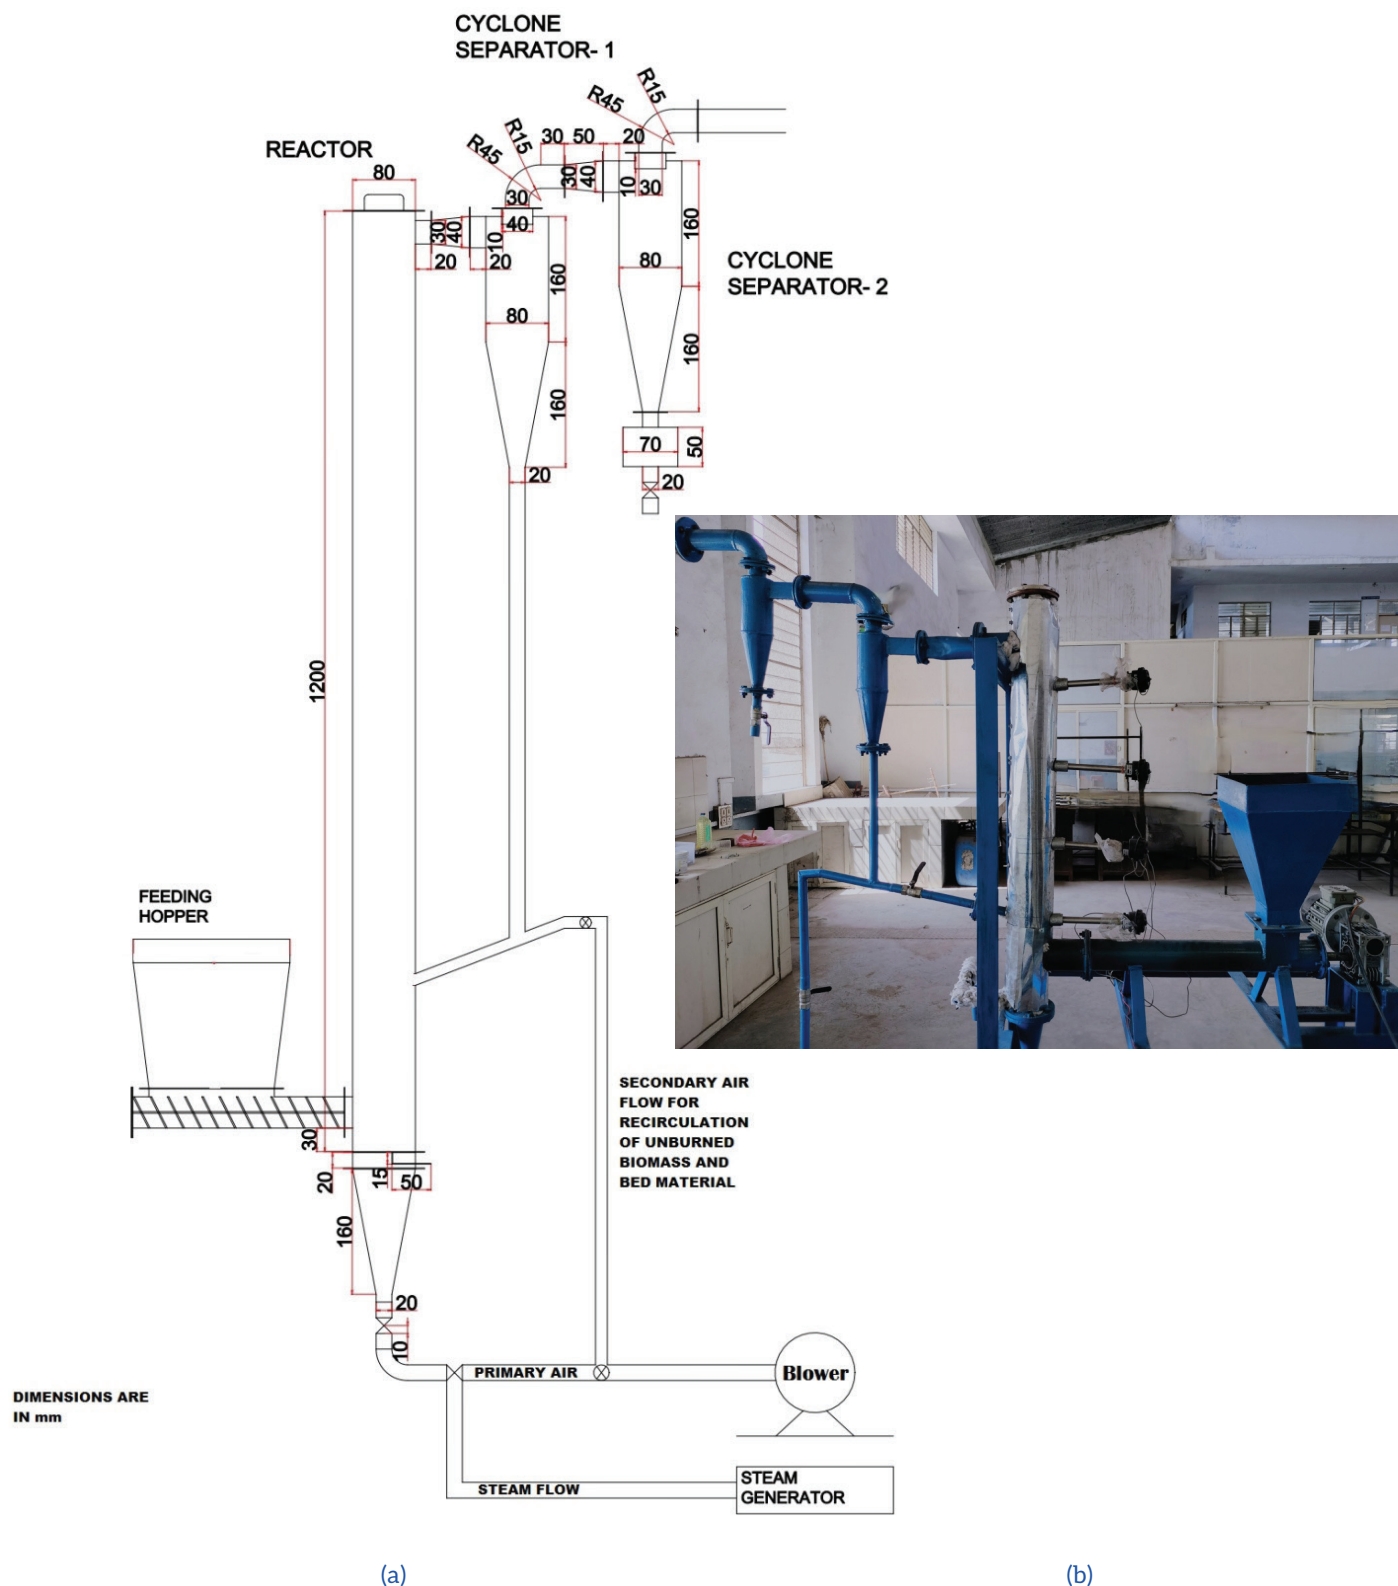 CYCLONE
SEPARATOR- 1
R15
R45
R15
R45
30 50 20
REACTOR
80
30
40
10
30
30
40
30
40
10
20
20
160
160
80
80
CYCLONE
SEPARATOR- 2
160
160
70
50
20
20
1200
FEEDING
HOPPER
30
20
15
50
160
20
10
SECONDARY AIR
FLOW FOR
RECIRCULATION
OF UNBURNED
BIOMASS AND
BED MATERIAL
PRIMARY AIR
Blower
DIMENSIONS ARE
IN mm
STEAM FLOW
STEAM
GENERATOR
(a)
(b)